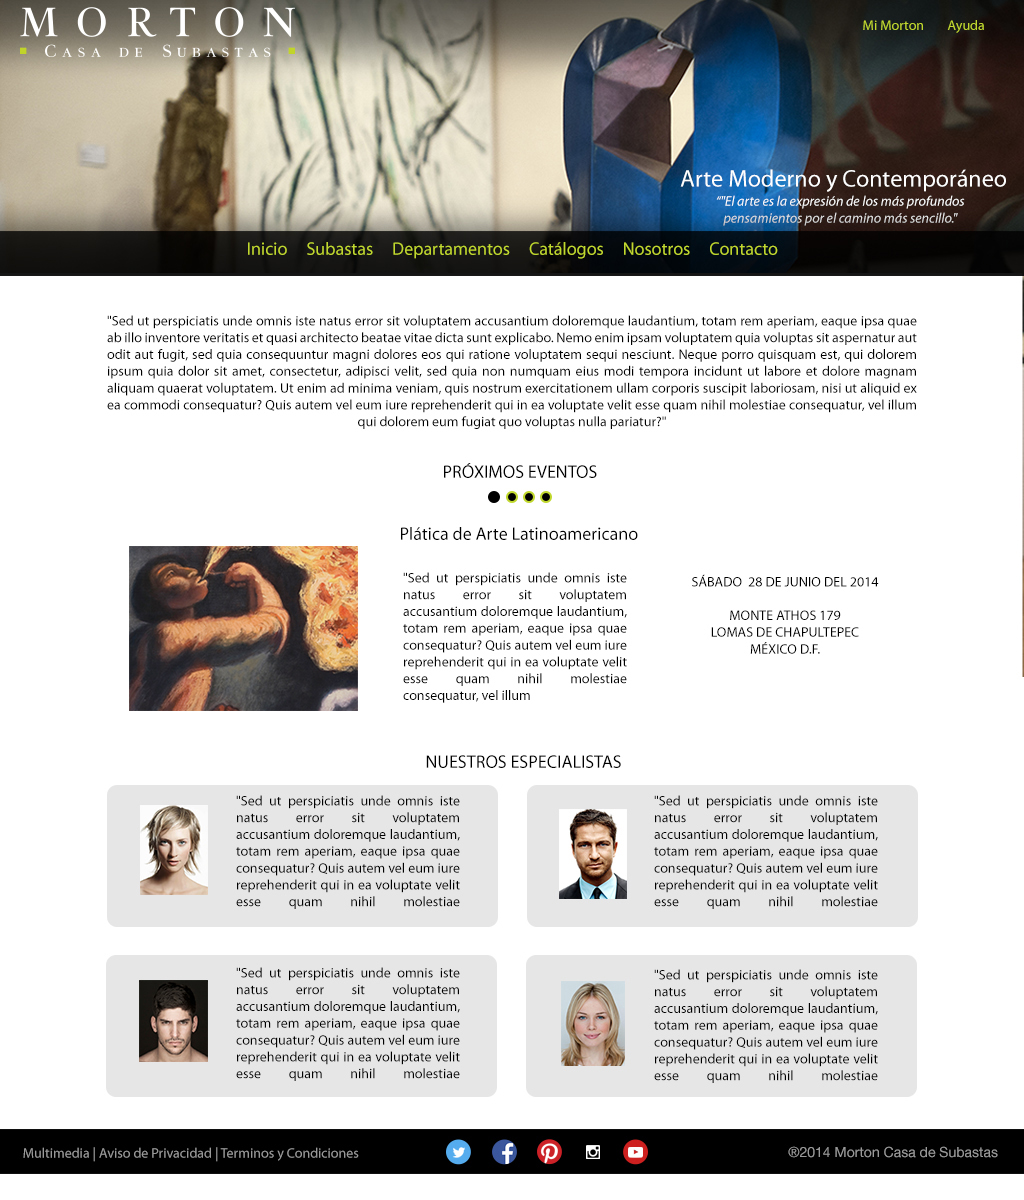 MORTON
CASA DE SUBASTAS
Mi Morton Ayuda
Arte Moderno y Contemporáneo
“"El arte es la expresión de los más profundos
pensamientos por el camino más sencillo."
Inicio Subastas Departamentos Catálogos Nosotros Contacto
"Sed ut perspiciatis unde omnis iste natus error sit voluptatem accusantium doloremque laudantium, totam rem aperiam, eaque ipsa quae
ab illo inventore veritatis et quasi architecto beatae vitae dicta sunt explicabo. Nemo enim ipsam voluptatem quia voluptas sit aspernatur aut
odit aut fugit, sed quia consequuntur magni dolores eos qui ratione voluptatem sequi nesciunt. Neque porro quisquam est, qui dolorem
ipsum quia dolor sit amet, consectetur, adipisci velit, sed quia non numquam eius modi tempora incidunt ut labore et dolore magnam
aliquam quaerat voluptatem. Ut enim ad minima veniam, quis nostrum exercitationem ullam corporis suscipit laboriosam, nisi ut aliquid ex
ea commodi consequatur? Quis autem vel eum iure reprehenderit qui in ea voluptate velit esse quam nihil molestiae consequatur, vel illum
qui dolorem eum fugiat quo voluptas nulla pariatur?"
PRÓXIMOS EVENTOS
Plática de Arte Latinoamericano
"Sed ut perspiciatis unde omnis iste
natus error sit voluptatem
accusantium doloremque laudantium,
totam rem aperiam, eaque ipsa quae
consequatur? Quis autem vel eum iure
reprehenderit qui in ea voluptate velit
esse quam nihil molestiae
consequatur, vel illum
SÁBADO 28 DE JUNIO DEL 2014
MONTE ATHOS 179
LOMAS DE CHAPULTEPEC
MÉXICO D.F.
NUESTROS ESPECIALISTAS
"Sed ut perspiciatis unde omnis iste
natus error sit voluptatem
accusantium doloremque laudantium,
totam rem aperiam, eaque ipsa quae
consequatur? Quis autem vel eum iure
reprehenderit qui in ea voluptate velit
esse quam nihil molestiae
"Sed ut perspiciatis unde omnis iste
natus error sit voluptatem
accusantium doloremque laudantium,
totam rem aperiam, eaque ipsa quae
consequatur? Quis autem vel eum iure
reprehenderit qui in ea voluptate velit
esse quam nihil molestiae
"Sed ut perspiciatis unde omnis iste
natus error sit voluptatem
accusantium doloremque laudantium,
totam rem aperiam, eaque ipsa quae
consequatur? Quis autem vel eum iure
reprehenderit qui in ea voluptate velit
esse quam nihil molestiae
"Sed ut perspiciatis unde omnis iste
natus error sit voluptatem
accusantium doloremque laudantium,
totam rem aperiam, eaque ipsa quae
consequatur? Quis autem vel eum iure
reprehenderit qui in ea voluptate velit
esse quam nihil molestiae
Multimedia | Aviso de Privacidad | Terminos y Condiciones
®2014 Morton Casa de Subastas